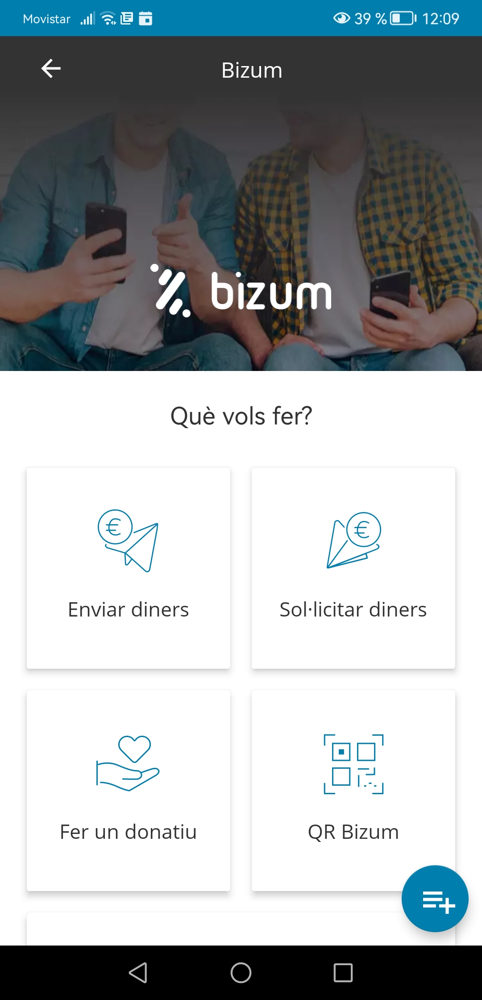 Movistar 39 % 12:09
Bizum
bizum
Què vols fer?
Enviar diners
Sol·licitar diners
Fer un donatiu
QR Bizum